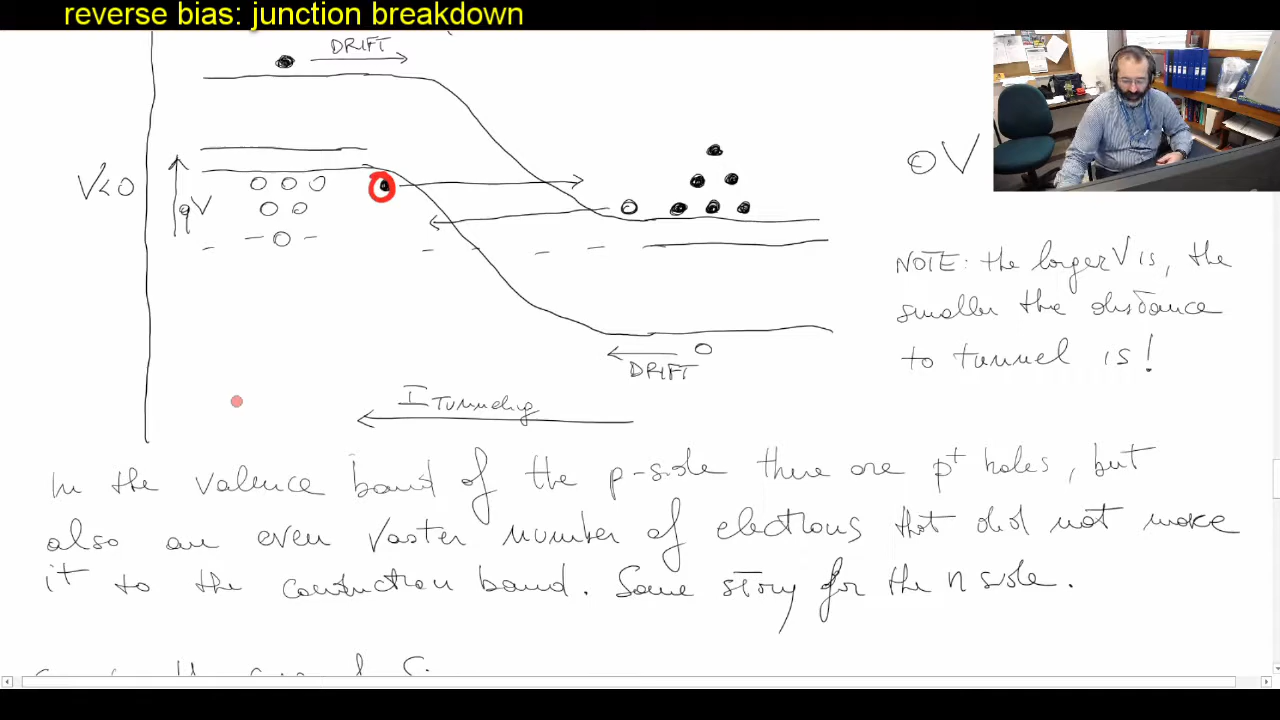 reverse bias: junction breakdown
DRIFT
V<0
qV
0V
NOTE: the larger V is, the
smaller the distance
to tunnel is!
DRIFT
I Tunneling
In the valence band of the p-side there are p+ holes, but
also an even vaster number of electrons that did not make
it to the conduction band. Same story for the n side.